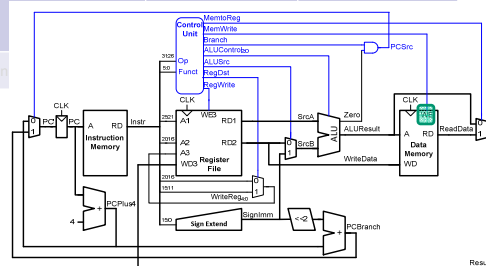 MemtoReg
Control
Unit
MemWrite
Branch
ALUControl2:0
PCSrc
31:26
Op
ALUSrc
5:0
Funct
RegDst
RegWrite
CLK
CLK
CLK
0
1
PC'
PC
A
RD
Instruction
Memory
Instr
25:21
A1
WE3
RD1
SrcA
Zero
WE
20:16
A2
RD2
0
1
SrcB
ALU
ALUResult
A
RD
ReadData
0
1
A3
Register
File
WD3
Data
Memory
WriteData
WD
20:16
0
15:11
1
WriteReg4:0
PCPlus4
+
4
SignImm
15:0
Sign Extend
<<2
+
PCBranch
Resu